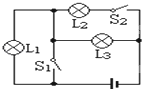 L₂ S₂
L₁ L₃
S₁